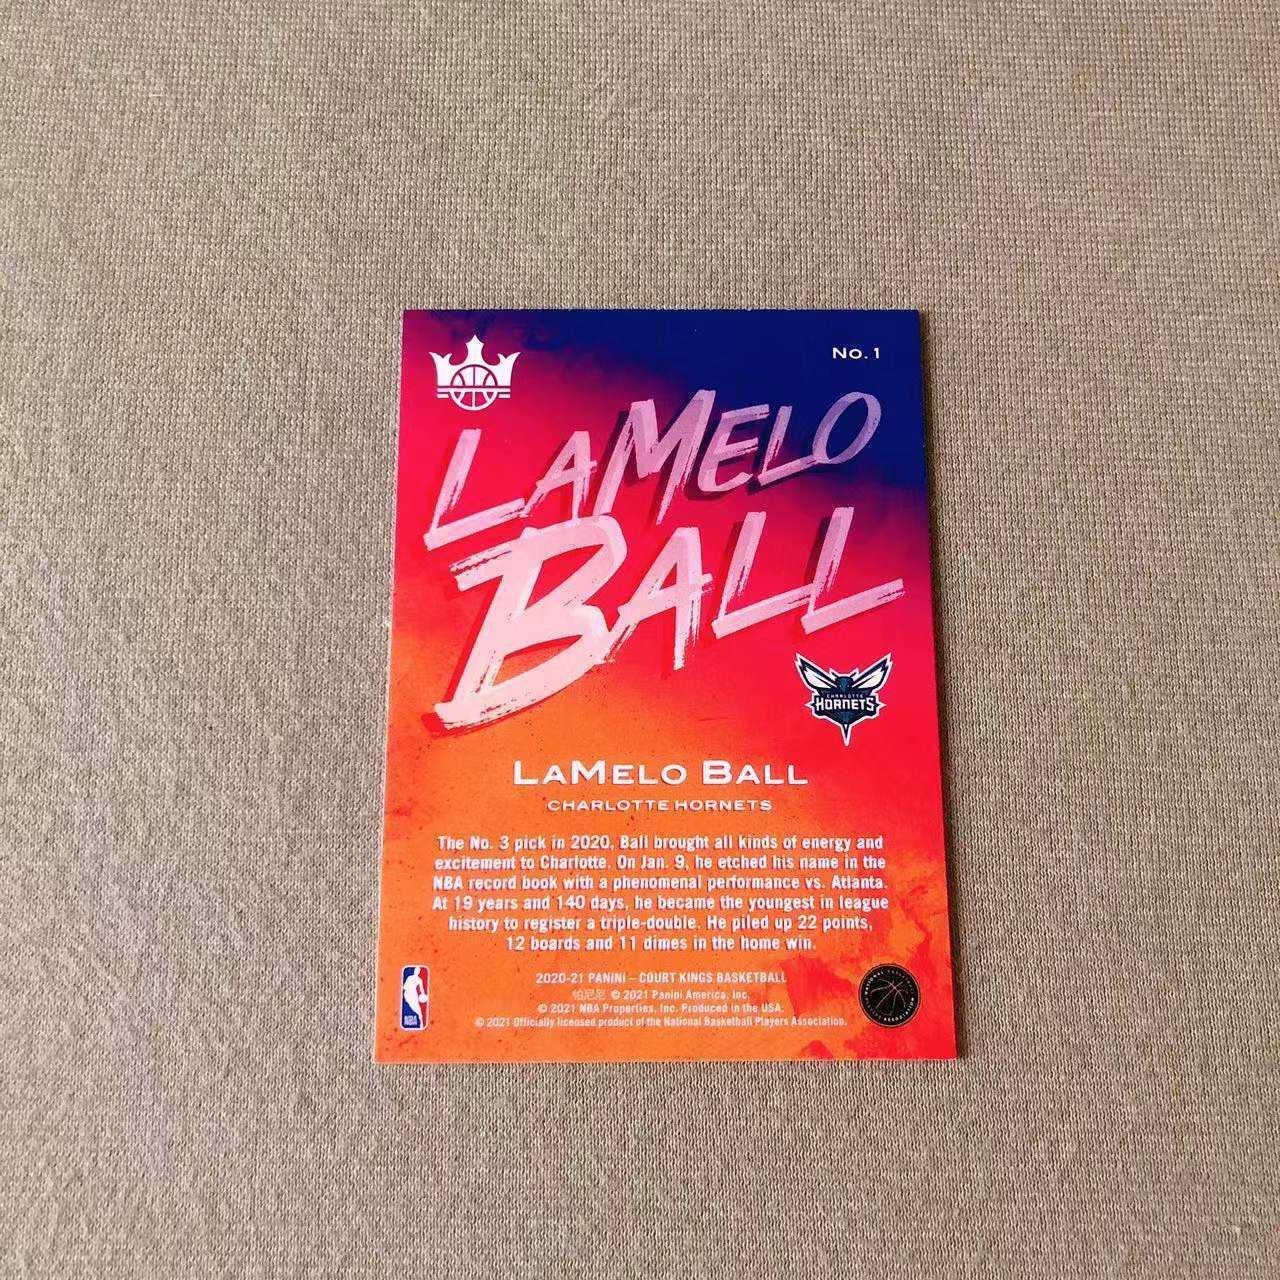 No. 1
LAMELO
BALL
CHARLOTTE
HORNETS
LAMELO BALL
CHARLOTTE HORNETS
The No. 3 pick in 2020, Ball brought all kinds of energy and
excitement to Charlotte. On Jan. 9, he etched his name in the
NBA record book with a phenomenal performance vs. Atlanta.
At 19 years and 140 days, he became the youngest in league
history to register a triple-double. He piled up 22 points,
12 boards and 11 dimes in the home win.
2020-21 PANINI – COURT KINGS BASKETBALL
帕尼尼 © 2021 Panini America, Inc.
© 2021 NBA Properties, Inc. Produced in the USA.
© 2021 Officially licensed product of the National Basketball Players Association.
NBA